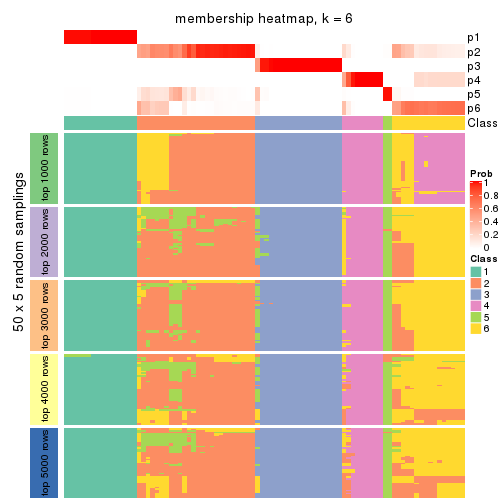 membership heatmap, k = 6
p1
p2
p3
p4
p5
p6
Class
50 x 5 random samplings
top 1000 rows
top 2000 rows
top 3000 rows
top 4000 rows
top 5000 rows
Prob
1
0.8
0.6
0.4
0.2
0
Class
1
2
3
4
5
6